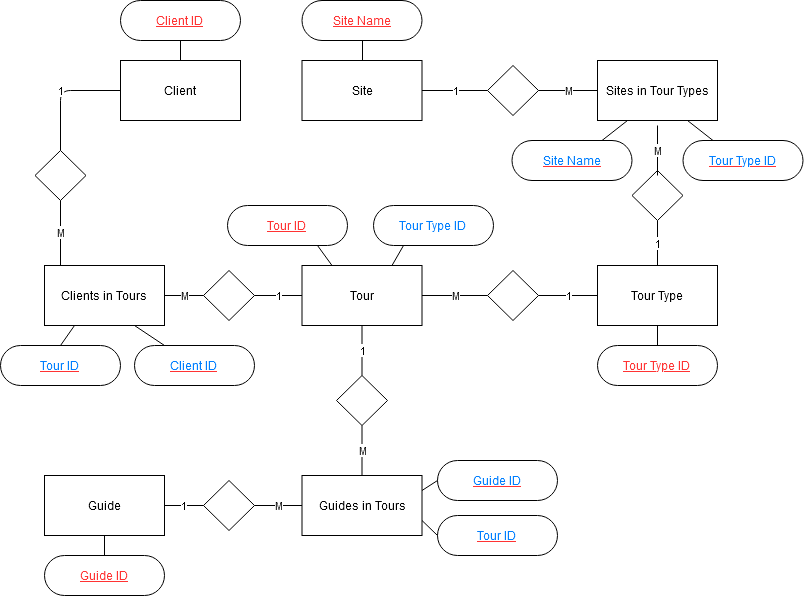 Client ID
Site Name
Client
Site
Sites in Tour Types
1
1
M
Site Name
Tour Type ID
M
M
Tour ID
Tour Type ID
1
Clients in Tours
M
1
Tour
M
1
Tour Type
Tour ID
Client ID
1
Tour Type ID
M
Guide ID
Guide
1
M
Guides in Tours
Tour ID
Guide ID